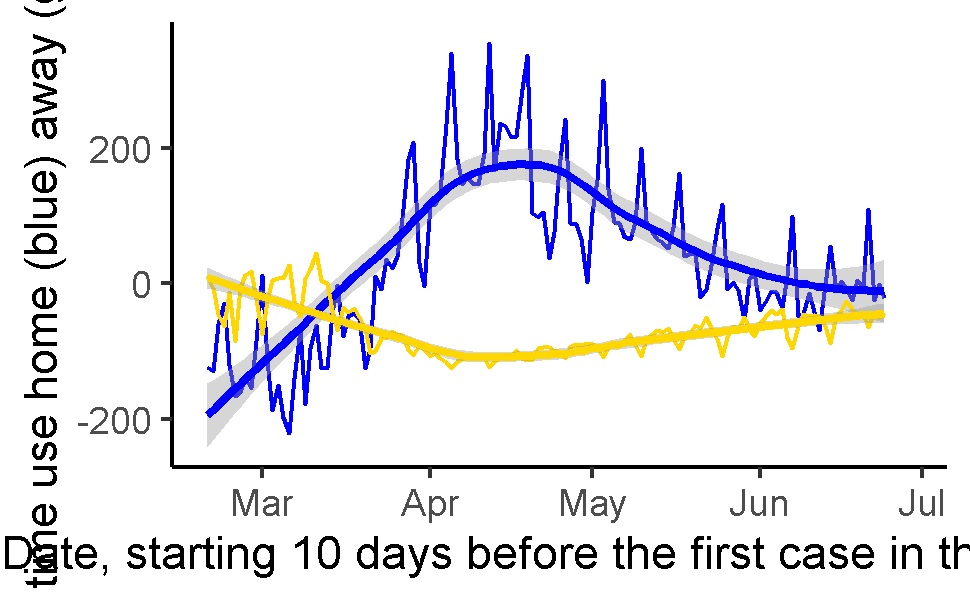 time use home (blue) away (
200
0
-200
Mar Apr May Jun Jul
Date, starting 10 days before the first case in th